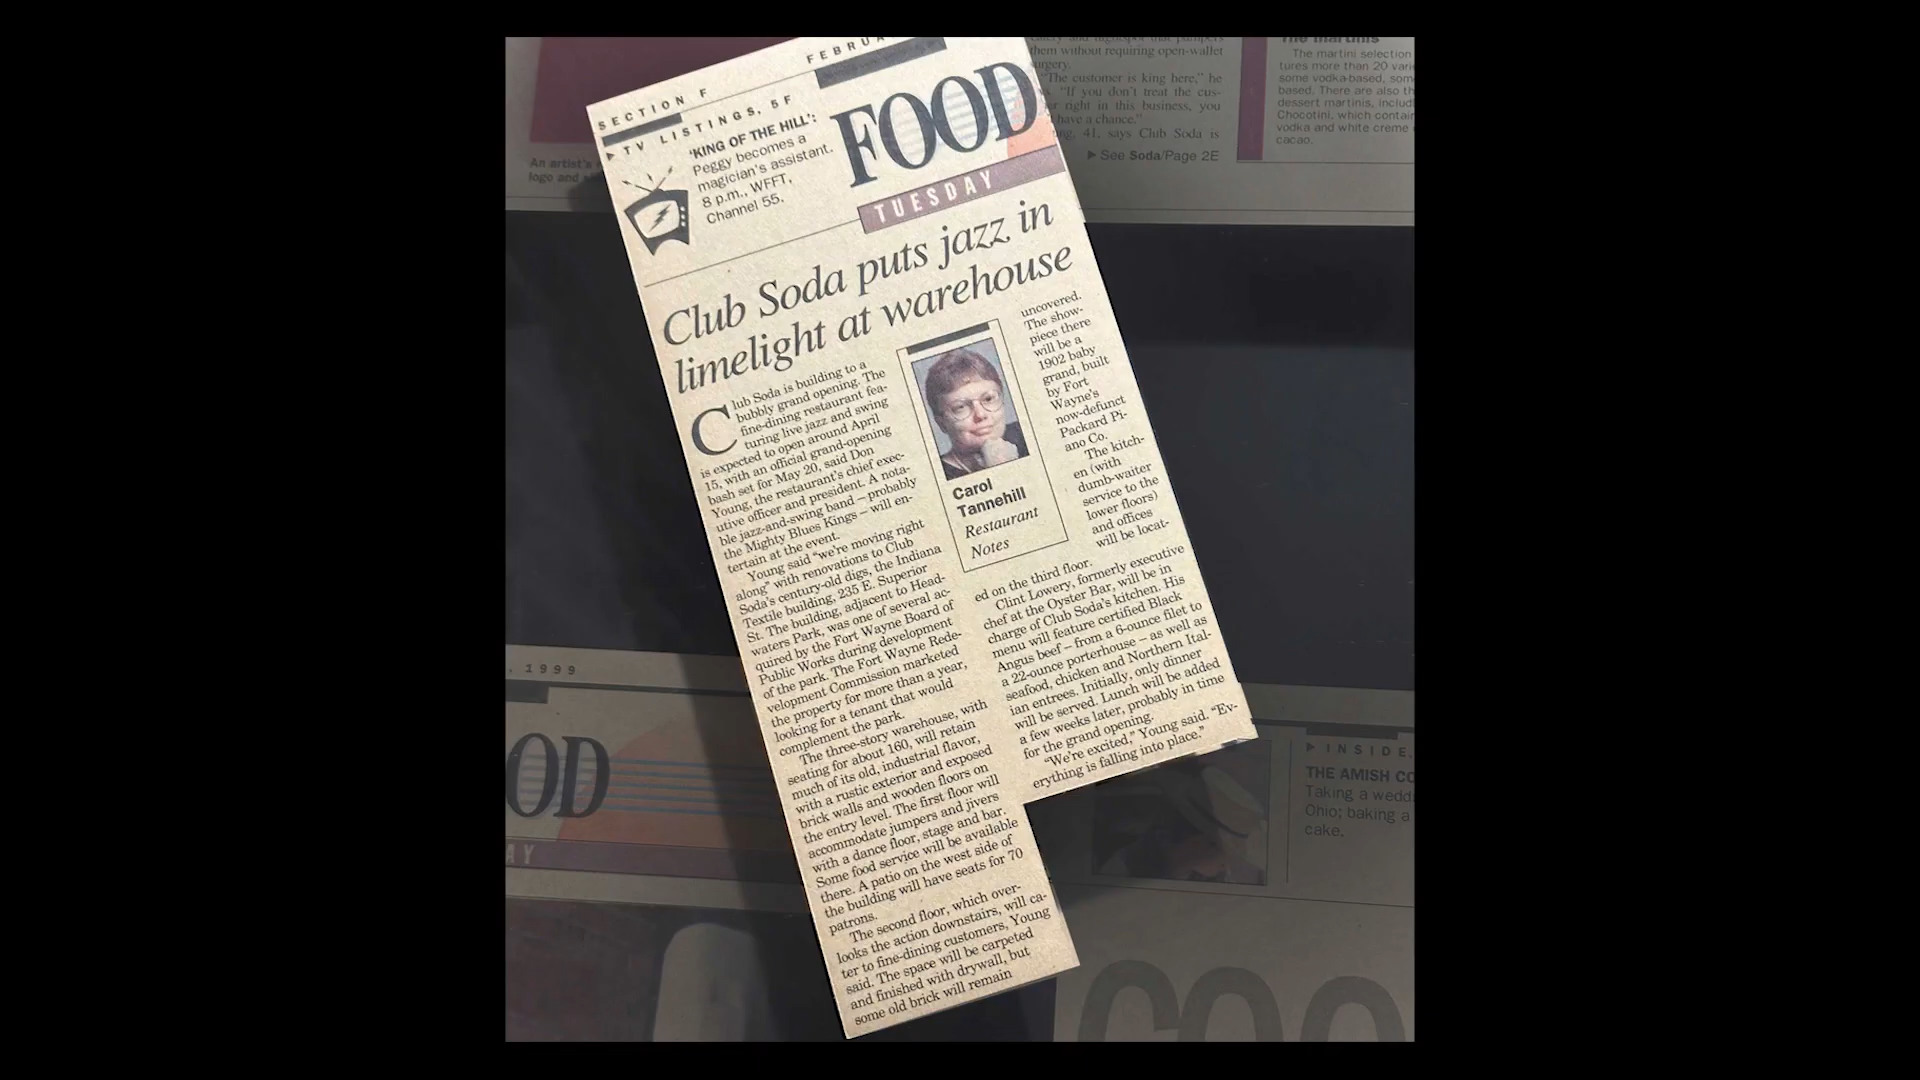 FEBRUA
SECTION F
▶ TV LISTINGS, 5F
'KING OF THE HILL':
Peggy becomes a
magician's assistant.
8 p.m., WFFT,
Channel 55.
FOOD
TUESDAY
Club Soda puts jazz in
limelight at warehouse
Club Soda is building to a
bubbly grand opening. The
fine-dining restaurant fea-
turing live jazz and swing
is expected to open around April
15, with an official grand-opening
bash set for May 20, said Don
Young, the restaurant's chief exec-
utive officer and president. A nota-
ble jazz-and-swing band – probably
the Mighty Blues Kings – will en-
tertain at the event.
Young said "we're moving right
along" with renovations to Club
Soda's century-old digs, the Indiana
Textile building, 235 E. Superior
St. The building, adjacent to Head-
waters Park, was one of several ac-
quired by the Fort Wayne Board of
Public Works during development
of the park. The Fort Wayne Rede-
velopment Commission marketed
the property for more than a year,
looking for a tenant that would
complement the park.
The three-story warehouse, with
seating for about 160, will retain
much of its old, industrial flavor,
with a rustic exterior and exposed
brick walls and wooden floors on
the entry level. The first floor will
accommodate jumpers and jivers
with a dance floor, stage and bar.
Some food service will be available
there. A patio on the west side of
the building will have seats for 70
patrons.
The second floor, which over-
looks the action downstairs, will ca-
ter to fine-dining customers, Young
said. The space will be carpeted
and finished with drywall, but
some old brick will remain
Carol
Tannehill
Restaurant
Notes
uncovered.
The show-
piece there
will be a
1902 baby
grand, built
by Fort
Wayne's
now-defunct
Packard Pi-
ano Co.
The kitch-
en (with
dumb-waiter
service to the
lower floors)
and offices
will be locat-
ed on the third floor.
Clint Lowery, formerly executive
chef at the Oyster Bar, will be in
charge of Club Soda's kitchen. His
menu will feature certified Black
Angus beef – from a 6-ounce filet to
a 22-ounce porterhouse – as well as
seafood, chicken and Northern Ital-
ian entrees. Initially, only dinner
will be served. Lunch will be added
a few weeks later, probably in time
for the grand opening.
"We're excited," Young said. "Ev-
erything is falling into place."
them without requiring open-wallet
surgery.
"The customer is king here," he
"If you don't treat the cus-
right in this business, you
have a chance."
41, says Club Soda is
▶ See Soda/Page 2E
The martinis
The martini selection
tures more than 20 vari
some vodka-based, som
based. There are also th
dessert martinis, includ
Chocotini, which contain
vodka and white creme
cacao.
An artist's
logo and
, 1999
OD
AY
▶ INSIDE
THE AMISH CO
Taking a wedd
Ohio; baking a
cake.
COO